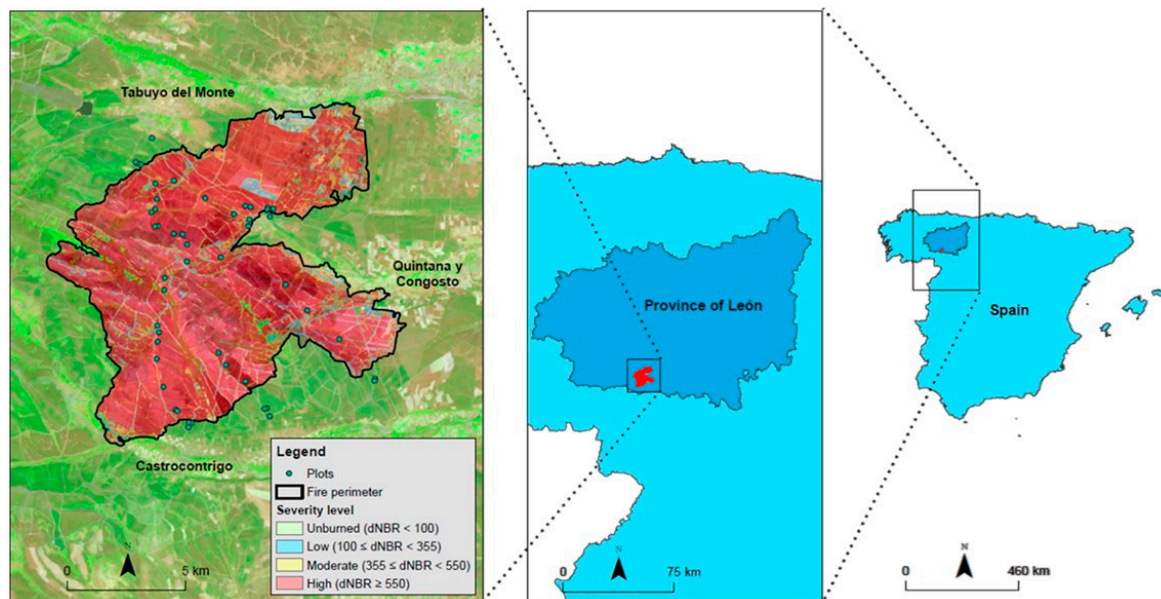 Tabuyo del Monte
Quintana y
Congosto
Castrocontrigo
Legend
Plots
Fire perimeter
Severity level
Unburned (dNBR < 100)
Low (100 ≤ dNBR < 355)
Moderate (355 ≤ dNBR < 550)
High (dNBR ≥ 550)
N
0 5 km
Province of León
N
0 75 km
Spain
N
0 460 km